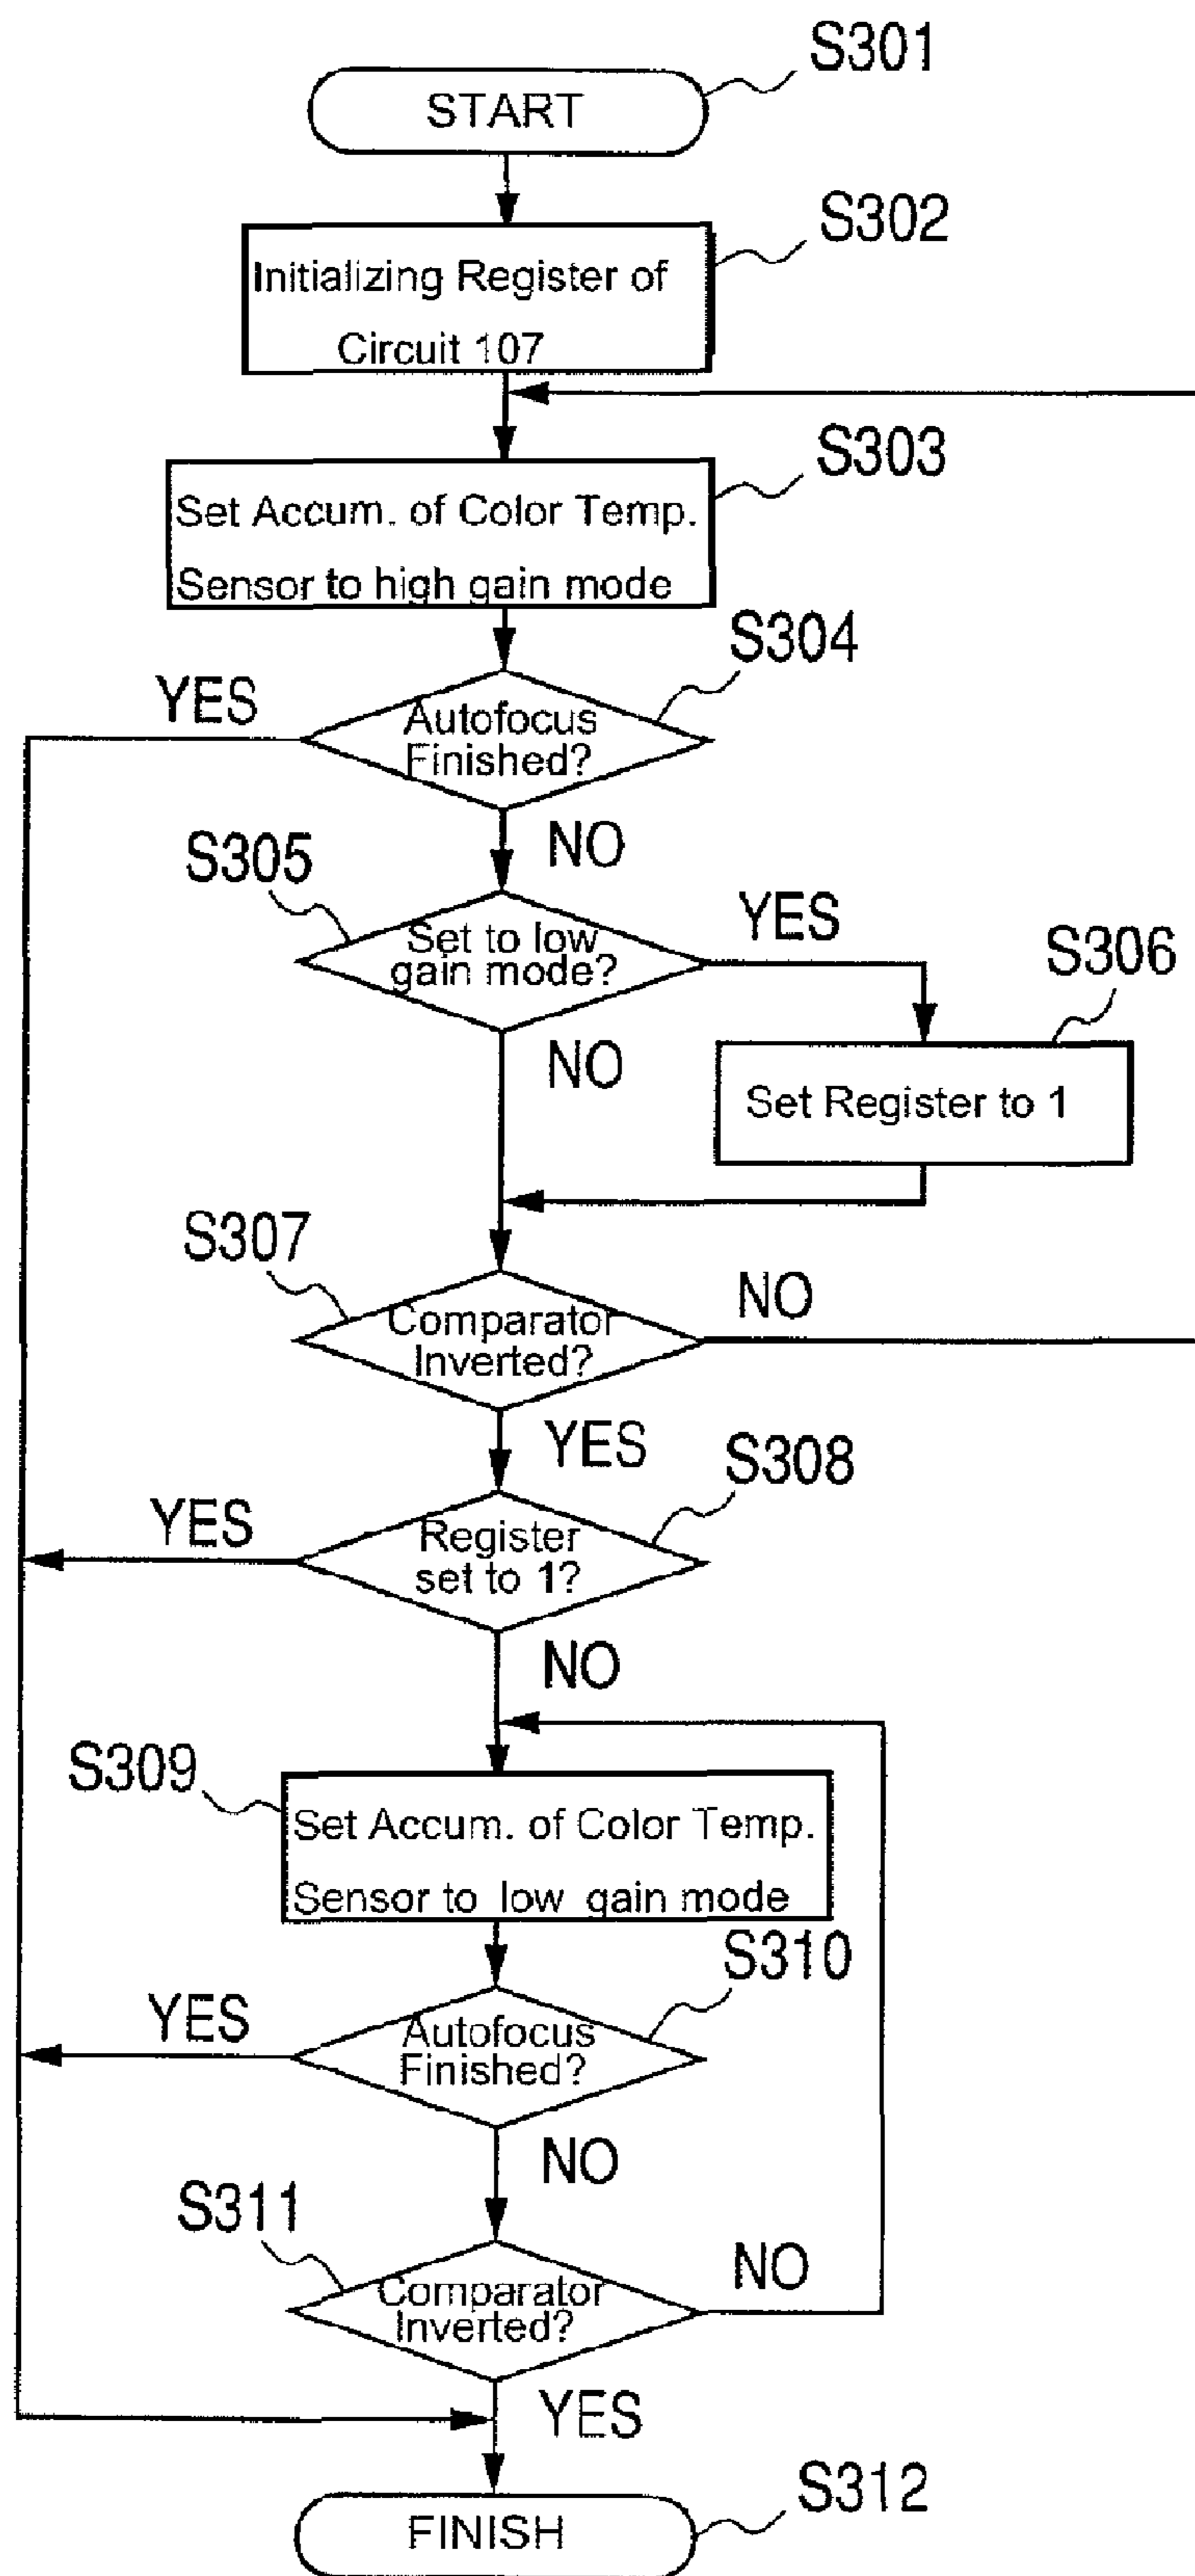 S301
START
S302
Initializing Register of
Circuit 107
S303
Set Accum. of Color Temp.
Sensor to high gain mode
S304
YES
Autofocus
Finished?
NO
S305
YES
Set to low
gain mode?
S306
NO
Set Register to 1
S307
NO
Comparator
Inverted?
YES
S308
YES
Register
set to 1?
NO
S309
Set Accum. of Color Temp.
Sensor to low gain mode
S310
YES
Autofocus
Finished?
NO
S311
NO
Comparator
Inverted?
YES
S312
FINISH